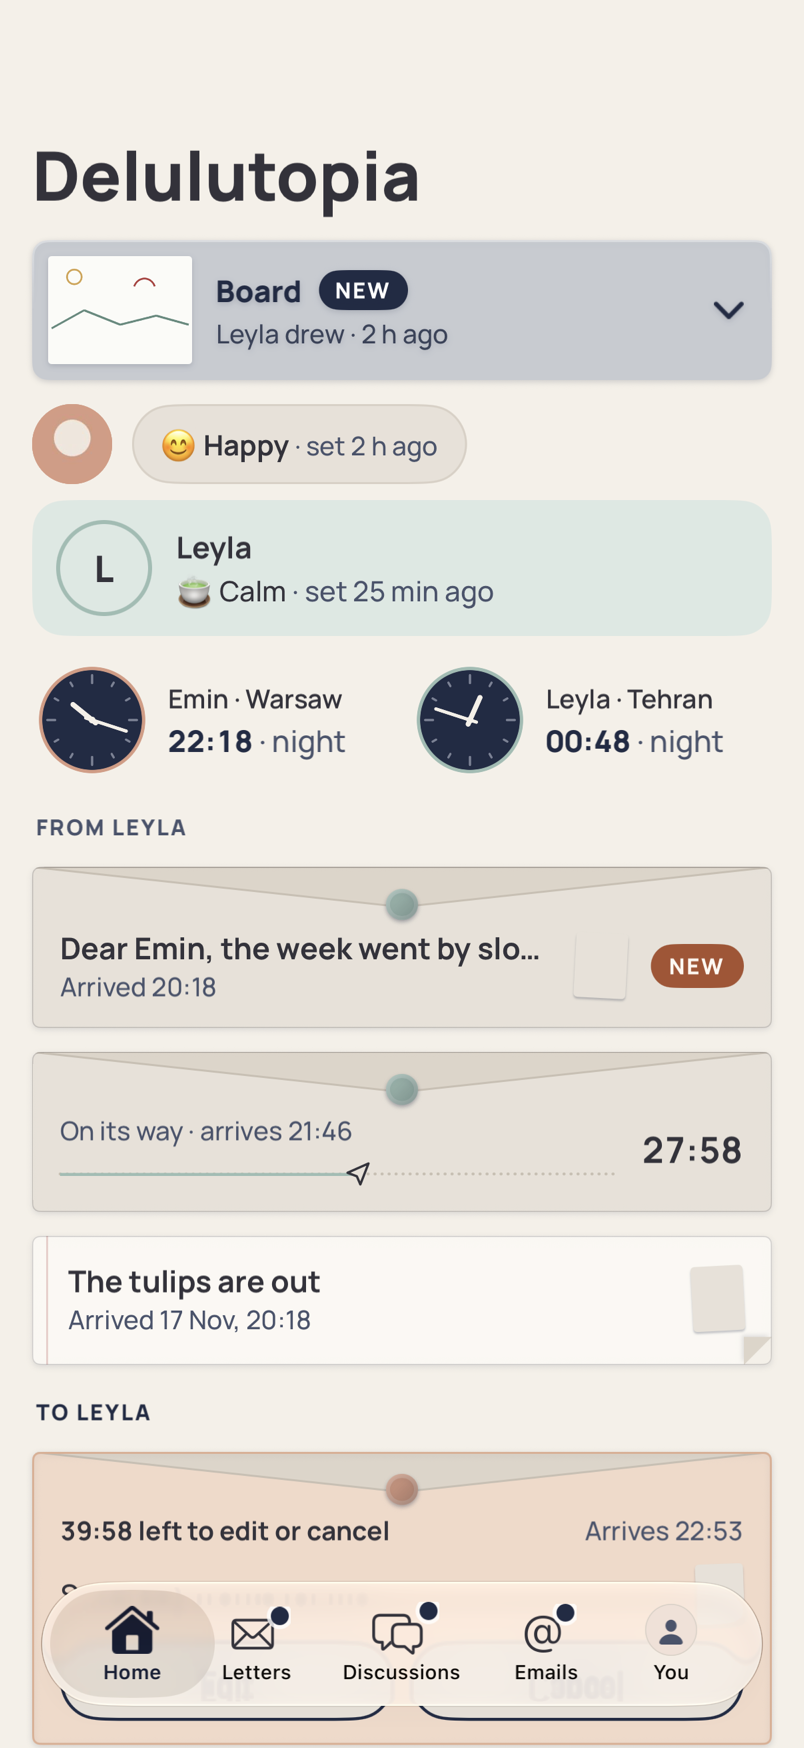 Delulutopia
Board NEW
Leyla drew · 2 h ago
😊 Happy · set 2 h ago
L
Leyla
🍵 Calm · set 25 min ago
Emin · Warsaw
22:18 · night
Leyla · Tehran
00:48 · night
FROM LEYLA
Dear Emin, the week went by slo...
Arrived 20:18
NEW
On its way · arrives 21:46
27:58
The tulips are out
Arrived 17 Nov, 20:18
TO LEYLA
39:58 left to edit or cancel
Arrives 22:53
Edit
Cancel
Home
Letters
Discussions
Emails
You